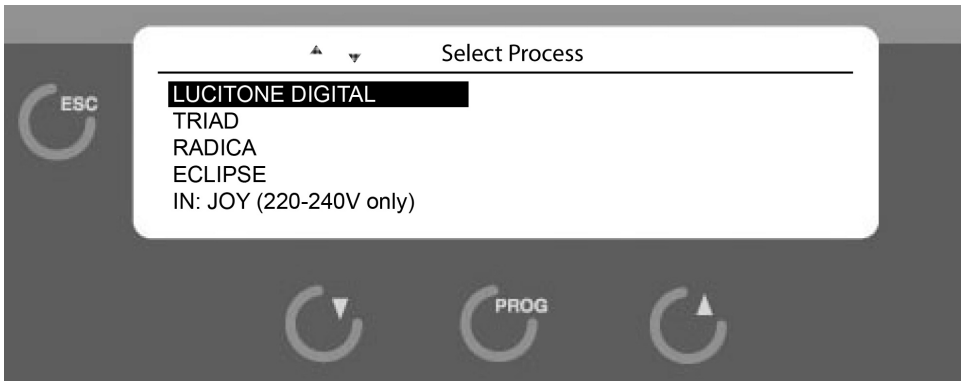 Select Process
ESC
LUCITONE DIGITAL
TRIAD
RADICA
ECLIPSE
IN: JOY (220-240V only)
PROG